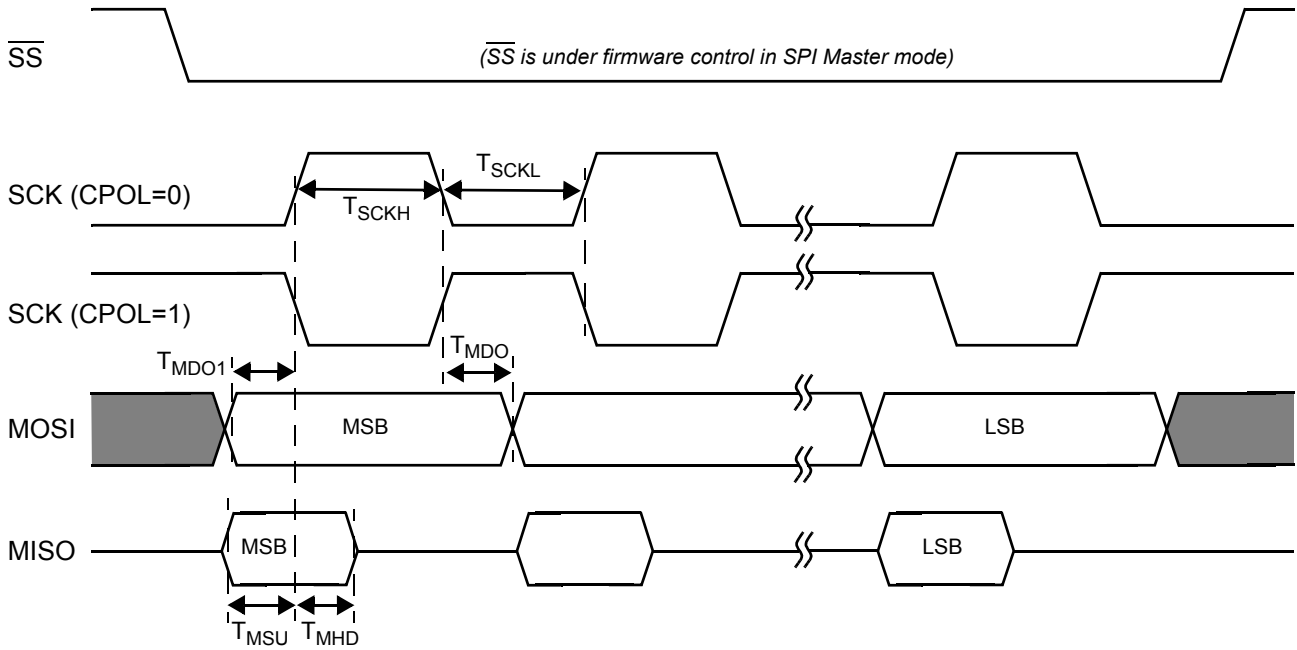 SS
(SS is under firmware control in SPI Master mode)
SCK (CPOL=0)
TSCKH
TSCKL
SCK (CPOL=1)
TMDO1
TMDO
MOSI
MSB
LSB
MISO
MSB
LSB
TMSU
TMHD